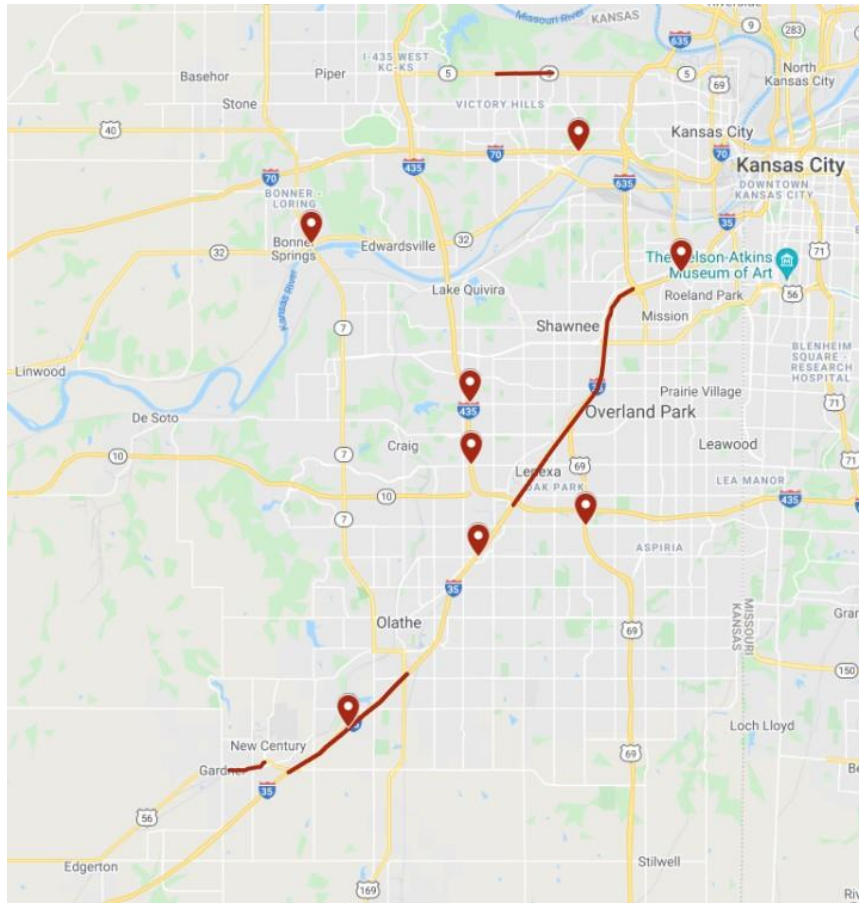 Riverside
Missouri River
KANSAS
9
283
635
I-435 WEST
KC-KS
North
Kansas City
Basehor
Piper
5
5
5
69
Stone
VICTORY HILLS
40
Kansas City
70
70
435
Kansas City
70
635
DOWNTOWN
KANSAS CITY
BONNER -
LORING
35
Bonner
Springs
Edwardsville
32
32
71
The Nelson-Atkins
Museum of Art
Lake Quivira
Roeland Park
56
Kansas River
7
Shawnee
Mission
BLENHEIM
SQUARE -
RESEARCH
HOSPITAL
Linwood
Prairie Village
435
De Soto
Overland Park
Craig
Leawood
7
10
69
71
Lenexa
OAK PARK
LEA MANOR
10
435
7
ASPIRIA
35
Olathe
MISSOURI
KANSAS
69
150
Loch Lloyd
New Century
69
Gardner
35
56
Edgerton
Stilwell
169